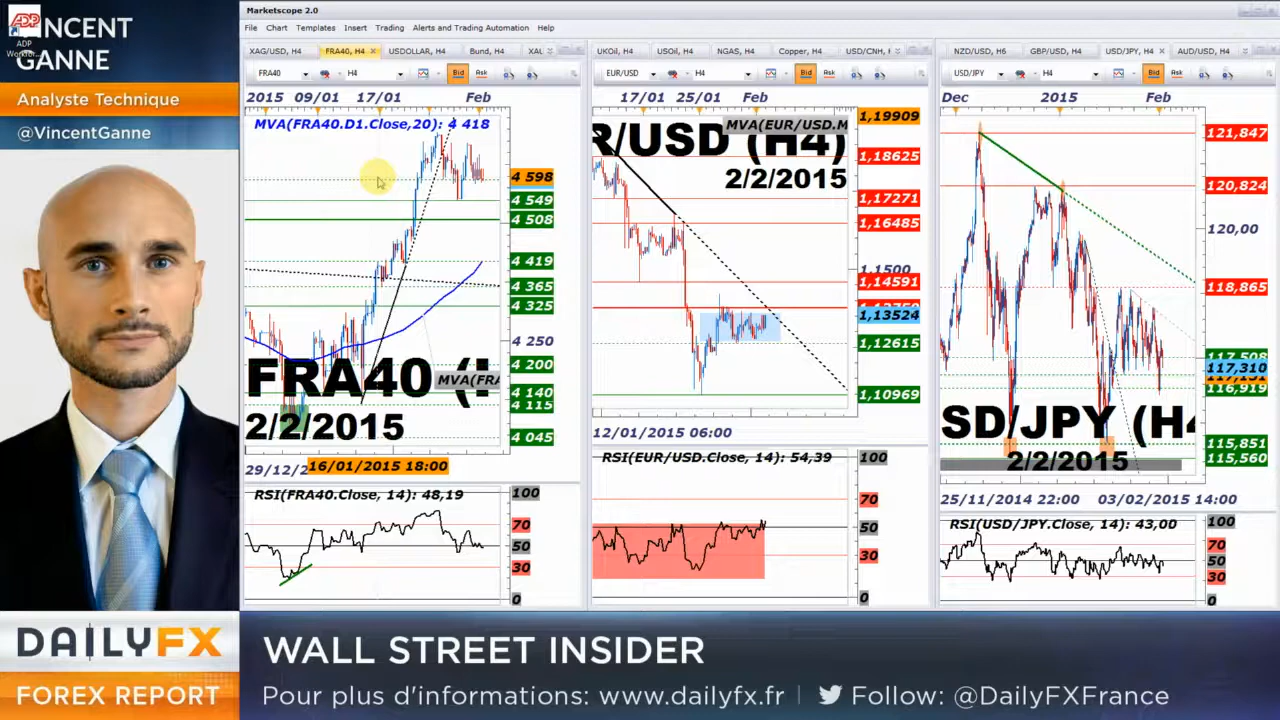 VINCENT
GANNE
Analyste Technique
@VincentGanne
ADP
Marketscope 2.0
File Chart Templates Insert Trading Alerts and Trading Automation Help
XAG/USD, H4 FRA40, H4 USDOLLAR, H4 Bund, H4 XAU
FRA40 H4 Bid Ask
2015 09/01 17/01 Feb
MVA(FRA40.D1.Close,20): 4 418
4 598
4 549
4 508
4 419
4 365
4 325
4 250
4 200
4 140
4 115
4 045
FRA40 (
MVA(FRA
2/2/2015
29/12/2
16/01/2015 18:00
RSI(FRA40.Close, 14): 48,19
100
70
50
30
0
UKOil, H4 USOil, H4 NGAS, H4 Copper, H4 USD/CNH,
EUR/USD H4 Bid Ask
17/01 25/01 Feb
R/USD (H4)
MVA(EUR/USD.M
2/2/2015
1,19909
1,18625
1,17271
1,16485
1,1500
1,14591
1,13524
1,12615
1,10969
12/01/2015 06:00
RSI(EUR/USD.Close, 14): 54,39
100
70
50
30
0
NZD/USD, H6 GBP/USD, H4 USD/JPY, H4 AUD/USD, H4
USD/JPY H4 Bid Ask
Dec 2015 Feb
121,847
120,824
120,00
118,865
117,508
117,310
116,919
115,851
115,560
SD/JPY (H4
2/2/2015
25/11/2014 22:00 03/02/2015 14:00
RSI(USD/JPY.Close, 14): 43,00
100
70
50
30
0
DAILYFX
FOREX REPORT
WALL STREET INSIDER
Pour plus d'informations: www.dailyfx.fr | Follow: @DailyFXFrance